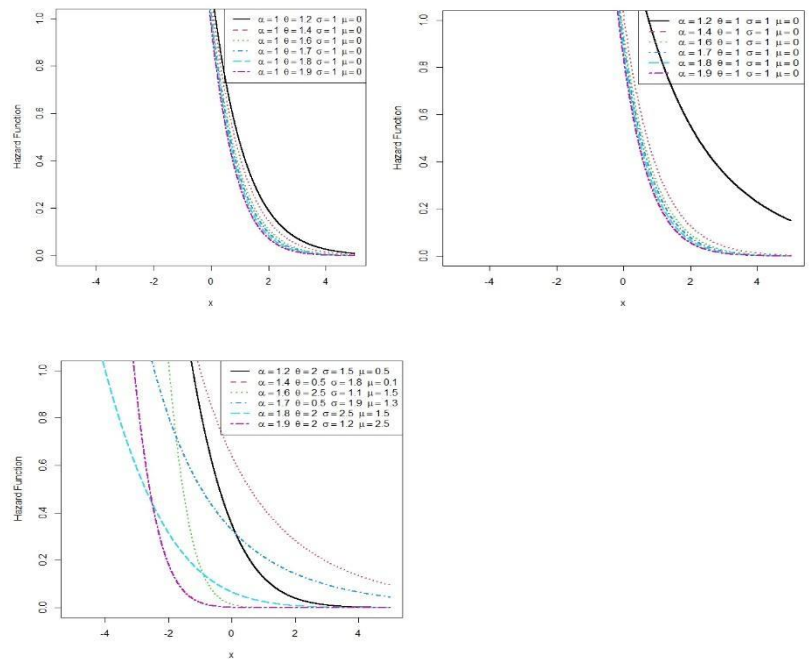 Hazard Function
1.0
0.8
0.6
0.4
0.2
0.0
α = 1 θ = 1.2 σ = 1 μ = 0
α = 1 θ = 1.4 σ = 1 μ = 0
α = 1 θ = 1.6 σ = 1 μ = 0
α = 1 θ = 1.7 σ = 1 μ = 0
α = 1 θ = 1.8 σ = 1 μ = 0
α = 1 θ = 1.9 σ = 1 μ = 0
-4 -2 0 2 4
x
Hazard Function
1.0
0.8
0.6
0.4
0.2
0.0
α = 1.2 θ = 1 σ = 1 μ = 0
α = 1.4 θ = 1 σ = 1 μ = 0
α = 1.6 θ = 1 σ = 1 μ = 0
α = 1.7 θ = 1 σ = 1 μ = 0
α = 1.8 θ = 1 σ = 1 μ = 0
α = 1.9 θ = 1 σ = 1 μ = 0
-4 -2 0 2 4
x
Hazard Function
1.0
0.8
0.6
0.4
0.2
0.0
α = 1.2 θ = 2 σ = 1.5 μ = 0.5
α = 1.4 θ = 0.5 σ = 1.8 μ = 0.1
α = 1.6 θ = 2.5 σ = 1.1 μ = 1.5
α = 1.7 θ = 0.5 σ = 1.9 μ = 1.3
α = 1.8 θ = 2 σ = 2.5 μ = 1.5
α = 1.9 θ = 2 σ = 1.2 μ = 2.5
-4 -2 0 2 4
x